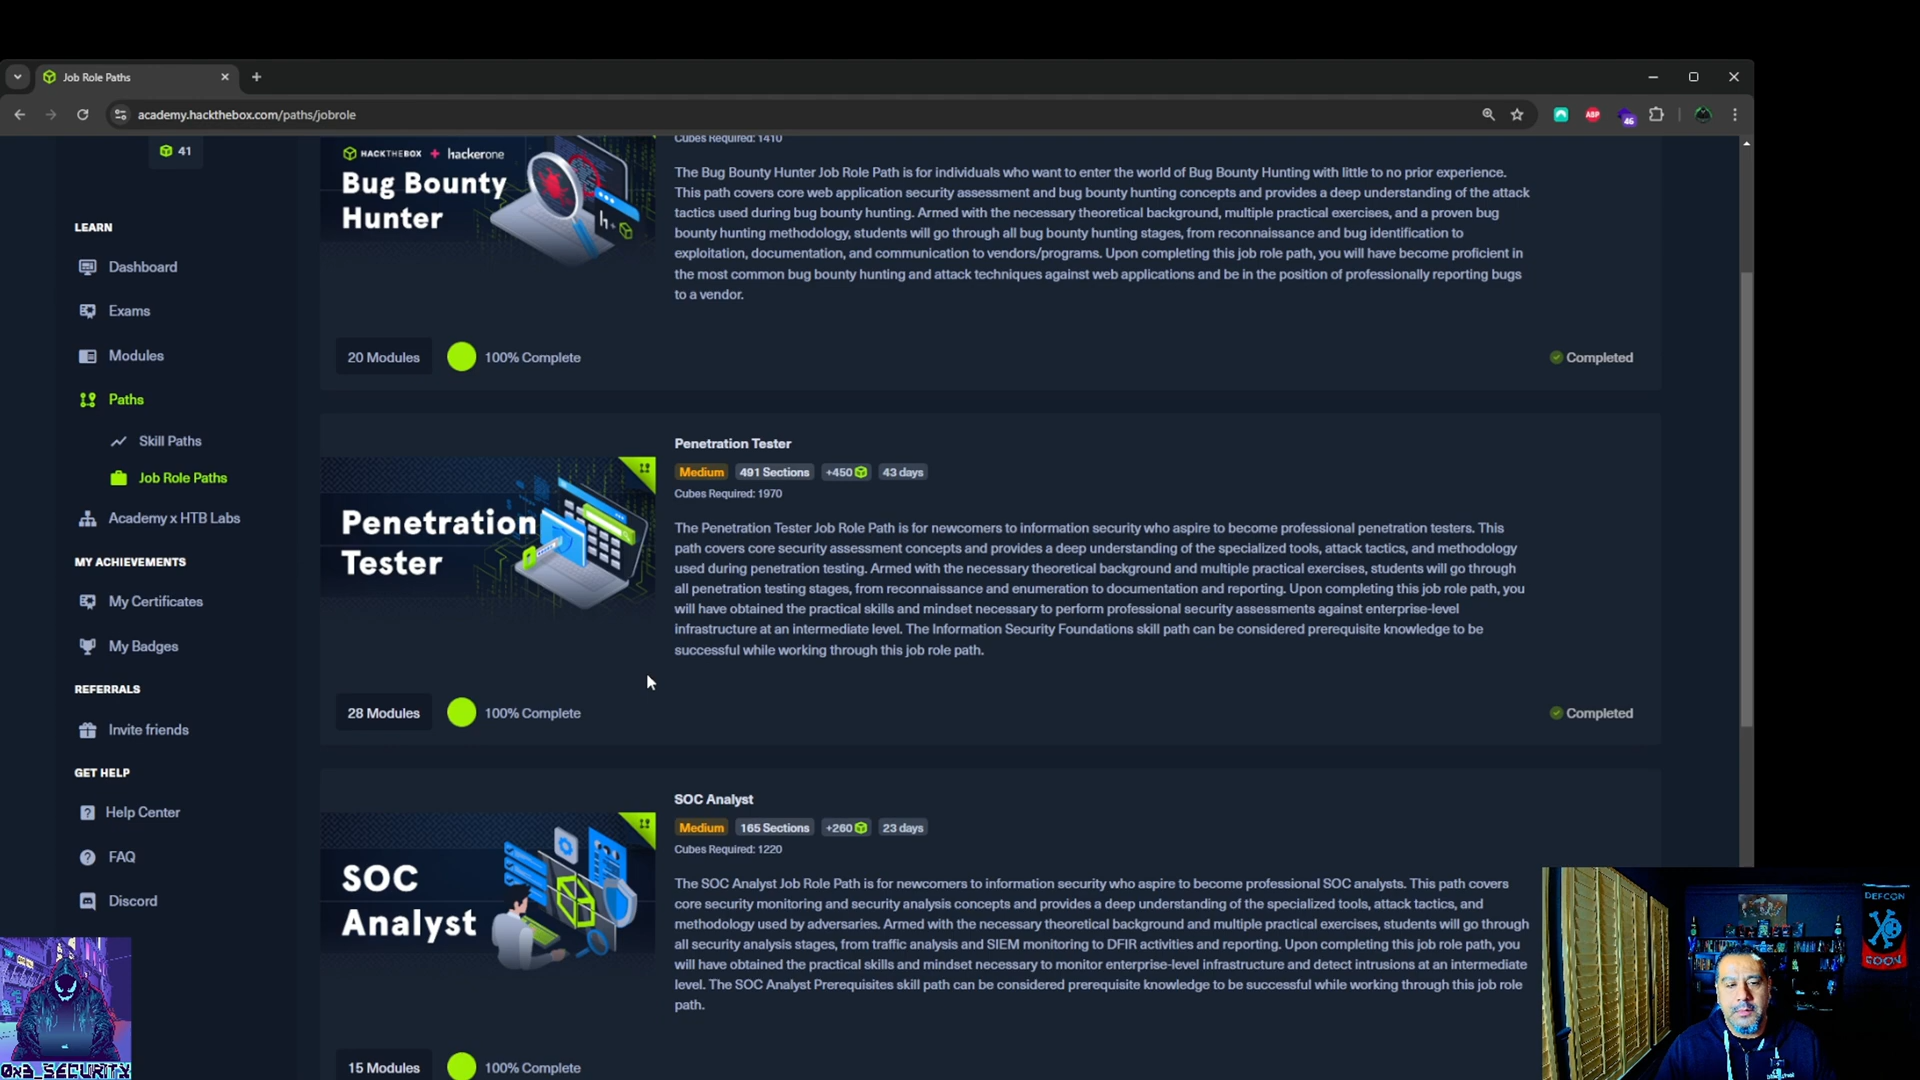 Job Role Paths
academy.hackthebox.com/paths/jobrole
ABP
46
41
LEARN
Dashboard
Exams
Modules
Paths
Skill Paths
Job Role Paths
Academy x HTB Labs
MY ACHIEVEMENTS
My Certificates
My Badges
REFERRALS
Invite friends
GET HELP
Help Center
FAQ
Discord
HACKTHEBOX + hackerone
Bug Bounty
Hunter
Cubes Required: 1410
The Bug Bounty Hunter Job Role Path is for individuals who want to enter the world of Bug Bounty Hunting with little to no prior experience.
This path covers core web application security assessment and bug bounty hunting concepts and provides a deep understanding of the attack
tactics used during bug bounty hunting. Armed with the necessary theoretical background, multiple practical exercises, and a proven bug
bounty hunting methodology, students will go through all bug bounty hunting stages, from reconnaissance and bug identification to
exploitation, documentation, and communication to vendors/programs. Upon completing this job role path, you will have become proficient in
the most common bug bounty hunting and attack techniques against web applications and be in the position of professionally reporting bugs
to a vendor.
20 Modules
100% Complete
Completed
Penetration
Tester
Penetration Tester
Medium 491 Sections +450 43 days
Cubes Required: 1970
The Penetration Tester Job Role Path is for newcomers to information security who aspire to become professional penetration testers. This
path covers core security assessment concepts and provides a deep understanding of the specialized tools, attack tactics, and methodology
used during penetration testing. Armed with the necessary theoretical background and multiple practical exercises, students will go through
all penetration testing stages, from reconnaissance and enumeration to documentation and reporting. Upon completing this job role path, you
will have obtained the practical skills and mindset necessary to perform professional security assessments against enterprise-level
infrastructure at an intermediate level. The Information Security Foundations skill path can be considered prerequisite knowledge to be
successful while working through this job role path.
28 Modules
100% Complete
Completed
SOC
Analyst
SOC Analyst
Medium 165 Sections +260 23 days
Cubes Required: 1220
The SOC Analyst Job Role Path is for newcomers to information security who aspire to become professional SOC analysts. This path covers
core security monitoring and security analysis concepts and provides a deep understanding of the specialized tools, attack tactics, and
methodology used by adversaries. Armed with the necessary theoretical background and multiple practical exercises, students will go through
all security analysis stages, from traffic analysis and SIEM monitoring to DFIR activities and reporting. Upon completing this job role path, you
will have obtained the practical skills and mindset necessary to monitor enterprise-level infrastructure and detect intrusions at an intermediate
level. The SOC Analyst Prerequisites skill path can be considered prerequisite knowledge to be successful while working through this job role
path.
15 Modules
100% Complete
0x3_SECURITY
DEFCON
GOON